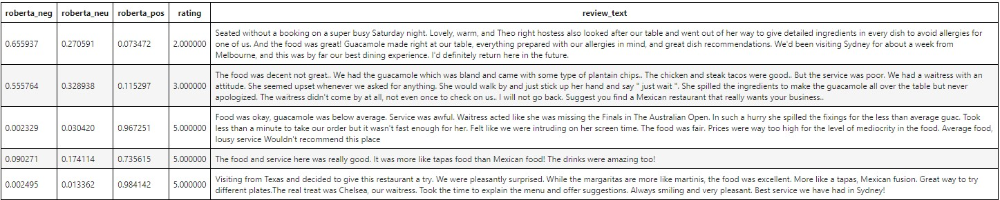 roberta_neg roberta_neu roberta_pos rating review_text
0.655937 0.270591 0.073472 2.000000 Seated without a booking on a super busy Saturday night. Lovely, warm, and Theo right hostess also looked after our table and went out of her way to give detailed ingredients in every dish to avoid allergies for
one of us. And the food was great! Guacamole made right at our table, everything prepared with our allergies in mind, and great dish recommendations. We'd been visiting Sydney for about a week from
Melbourne, and this was by far our best dining experience. I'd definitely return here in the future.
0.555764 0.328938 0.115297 3.000000 The food was decent not great.. We had the guacamole which was bland and came with some type of plantain chips.. The chicken and steak tacos were good.. But the service was poor. We had a waitress with an
attitude. She seemed upset whenever we asked for anything. She would walk by and just stick up her hand and say " just wait ". She spilled the ingredients to make the guacamole all over the table but never
apologized. The waitress didn't come by at all, not even once to check on us.. I will not go back. Suggest you find a Mexican restaurant that really wants your business..
0.002329 0.030420 0.967251 5.000000 Food was okay, guacamole was below average. Service was awful. Waitress acted like she was missing the Finals in The Australian Open. In such a hurry she spilled the fixings for the less than average guac. Took
less than a minute to take our order but it wasn't fast enough for her. Felt like we were intruding on her screen time. The food was fair. Prices were way too high for the level of mediocrity in the food. Average food,
lousy service Wouldn't recommend this place
0.090271 0.174114 0.735615 5.000000 The food and service here was really good. It was more like tapas food than Mexican food! The drinks were amazing too!
0.002495 0.013362 0.984142 5.000000 Visiting from Texas and decided to give this restaurant a try. We were pleasantly surprised. While the margaritas are more like martinis, the food was excellent. More like a tapas, Mexican fusion. Great way to try
different plates.The real treat was Chelsea, our waitress. Took the time to explain the menu and offer suggestions. Always smiling and very pleasant. Best service we have had in Sydney!